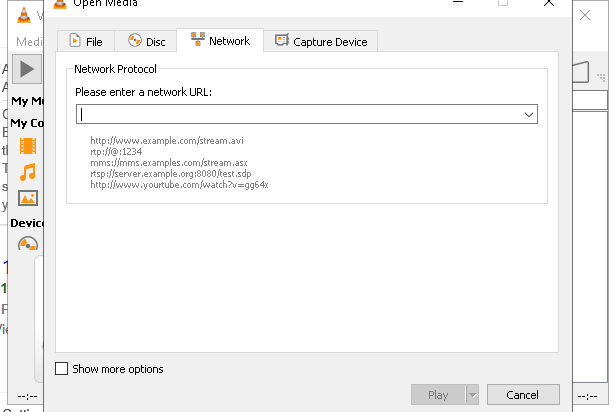 Open Media
Medi
File
Disc
Network
Capture Device
Network Protocol
Please enter a network URL:
http://www.example.com/stream.avi
rtp://@:1234
mms://mms.examples.com/stream.asx
rtsp://server.example.org:8080/test.sdp
http://www.yourtube.com/watch?v=gg64x
My Mu
My Co
Device
Show more options
Play
Cancel
--:--
--:--